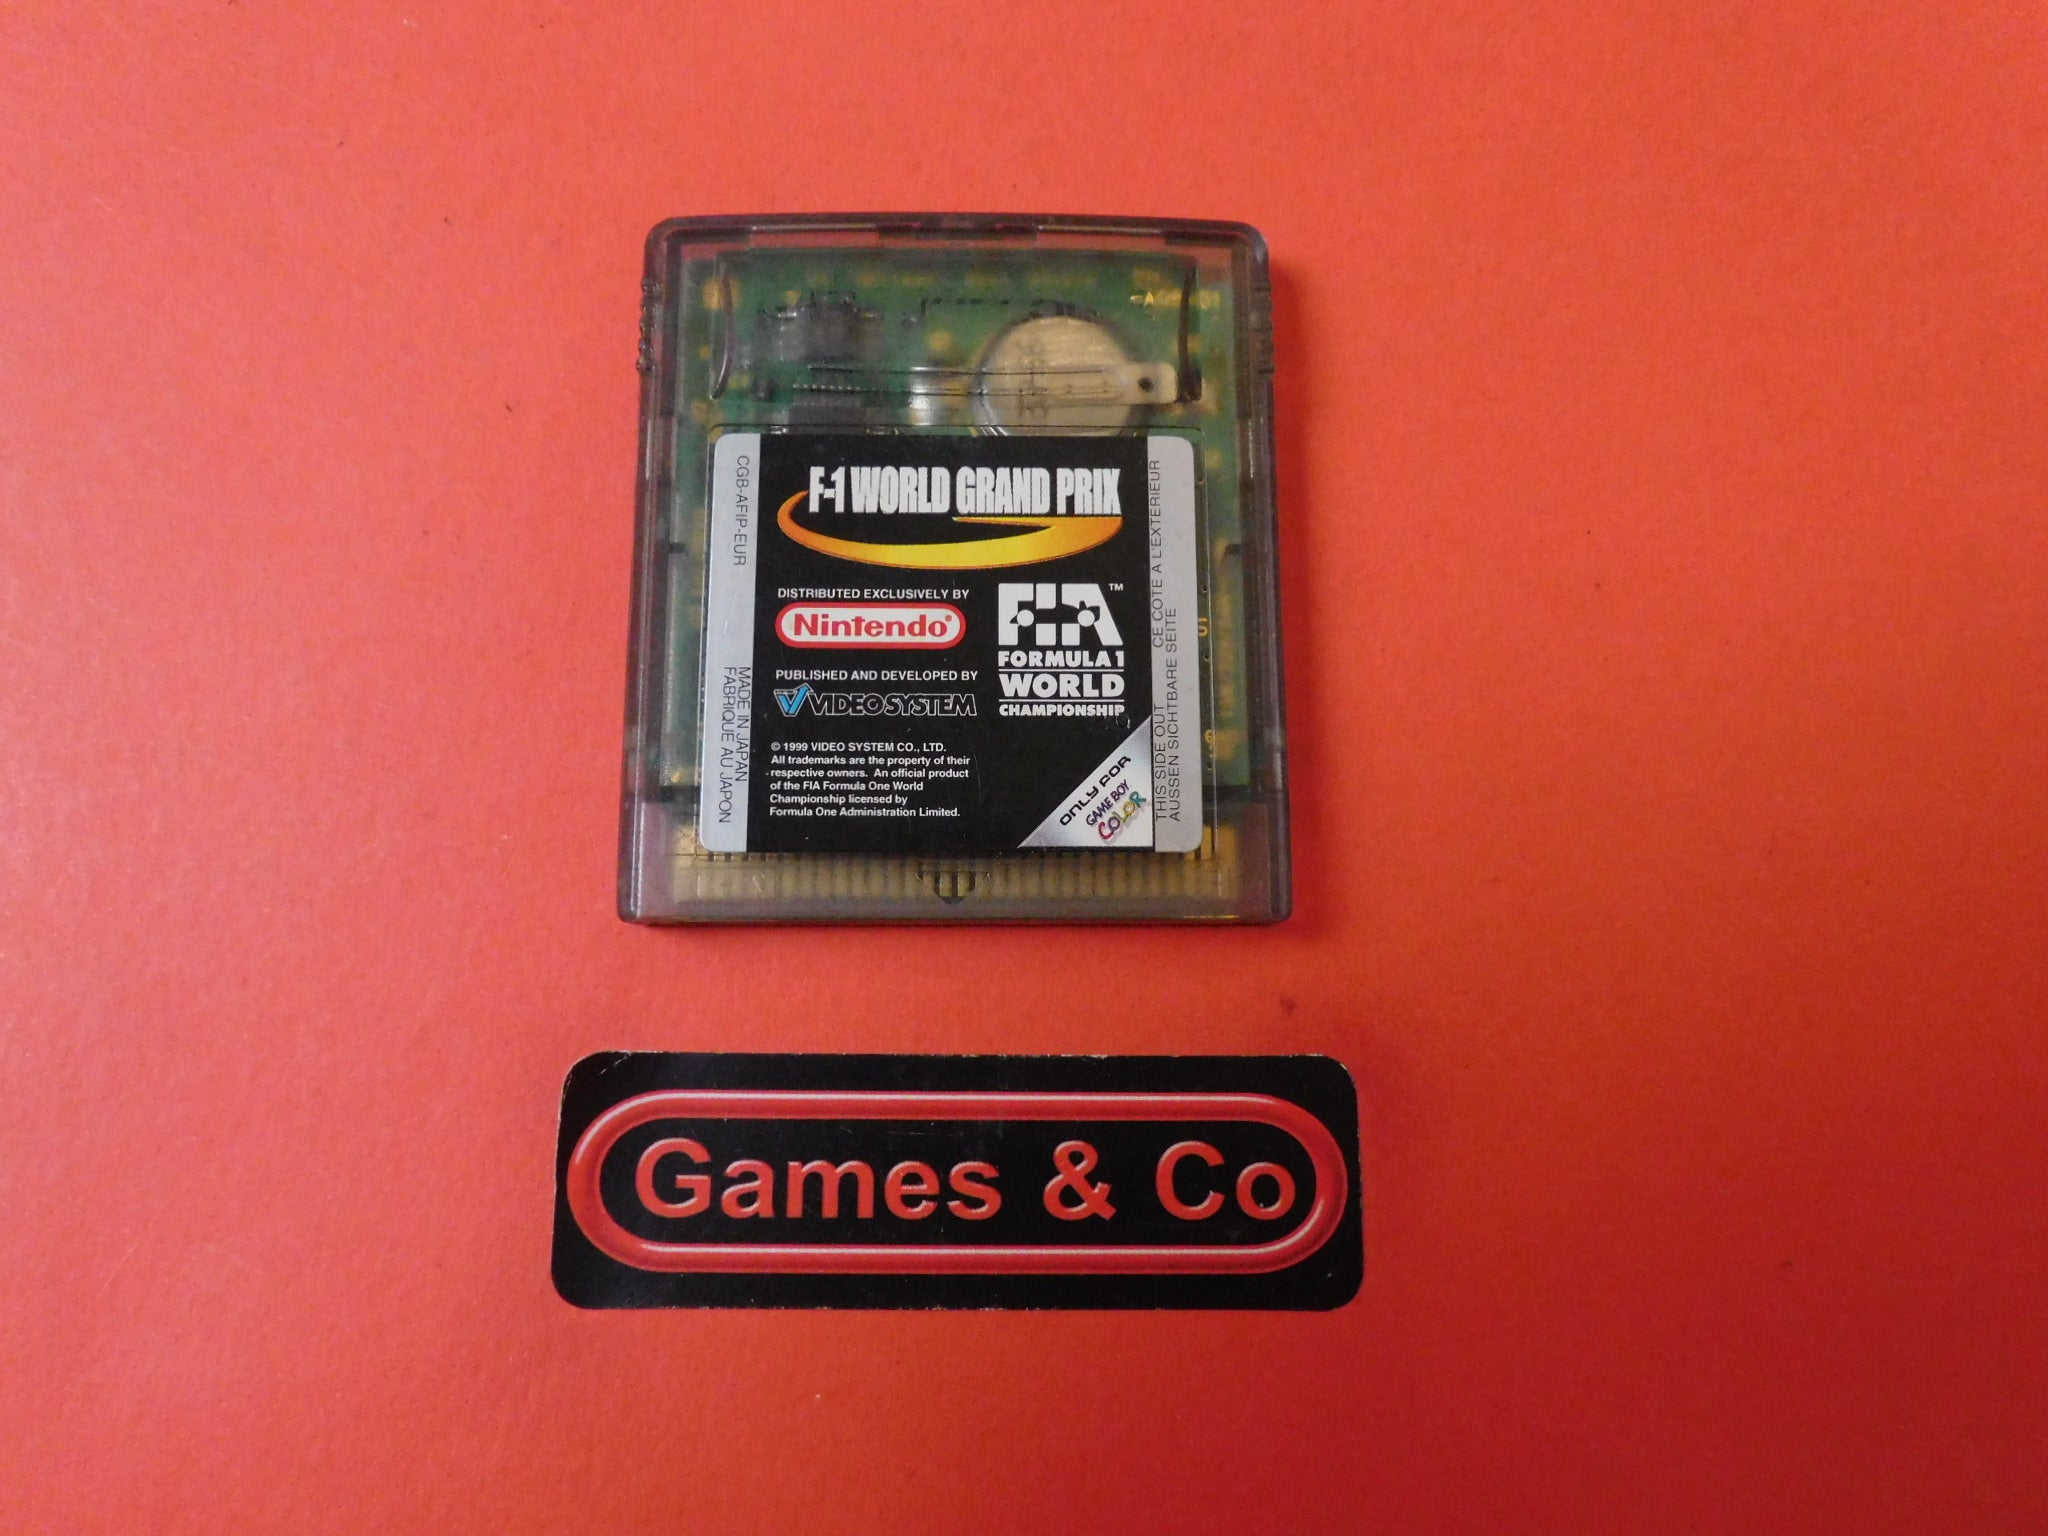 F-1 WORLD GRAND PRIX
CGB-AFIP-EUR
MADE IN JAPAN
FABRIQUE AU JAPON
DISTRIBUTED EXCLUSIVELY BY
Nintendo®
PUBLISHED AND DEVELOPED BY
VIDEO SYSTEM
FIA™
FORMULA 1
WORLD
CHAMPIONSHIP
© 1999 VIDEO SYSTEM CO., LTD.
All trademarks are the property of their
respective owners. An official product
of the FIA Formula One World
Championship licensed by
Formula One Administration Limited.
ONLY FOR
GAME BOY
COLOR
THIS SIDE OUT CE COTE A L'EXTERIEUR
AUSSEN SICHTBARE SEITE
Games & Co